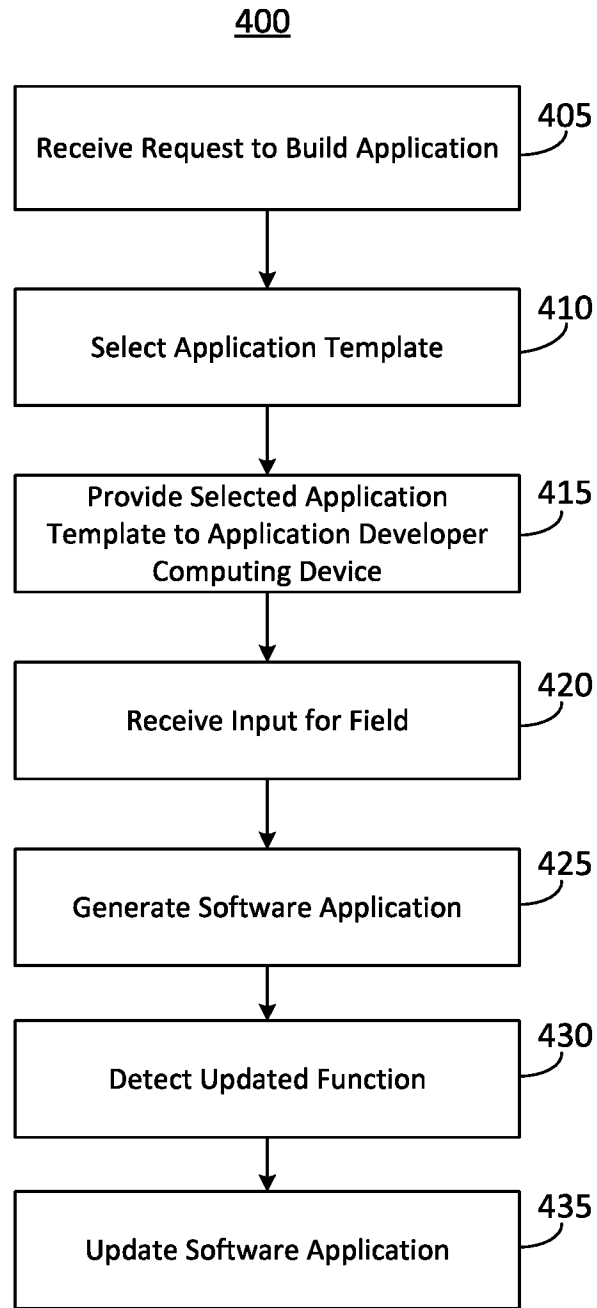 400
Receive Request to Build Application
405
Select Application Template
410
Provide Selected Application
Template to Application Developer
Computing Device
415
Receive Input for Field
420
Generate Software Application
425
Detect Updated Function
430
Update Software Application
435